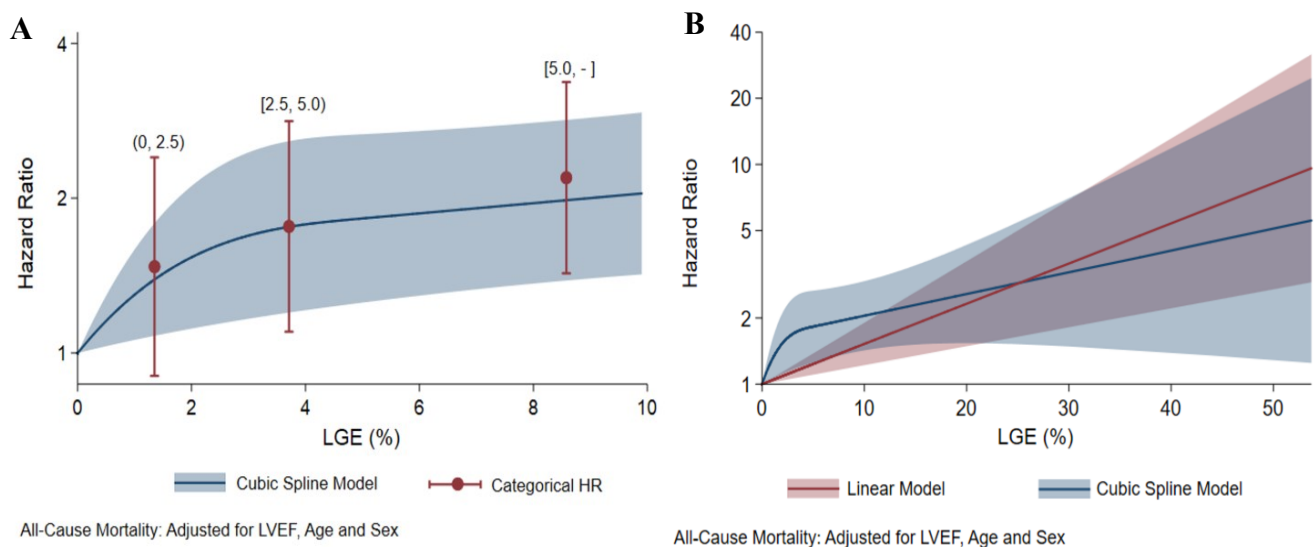 A
4
2
1
Hazard Ratio
(0, 2.5)
[2.5, 5.0)
[5.0, - ]
0 2 4 6 8 10
LGE (%)
Cubic Spline Model Categorical HR
All-Cause Mortality: Adjusted for LVEF, Age and Sex
B
40
20
10
5
2
1
Hazard Ratio
0 10 20 30 40 50
LGE (%)
Linear Model Cubic Spline Model
All-Cause Mortality: Adjusted for LVEF, Age and Sex